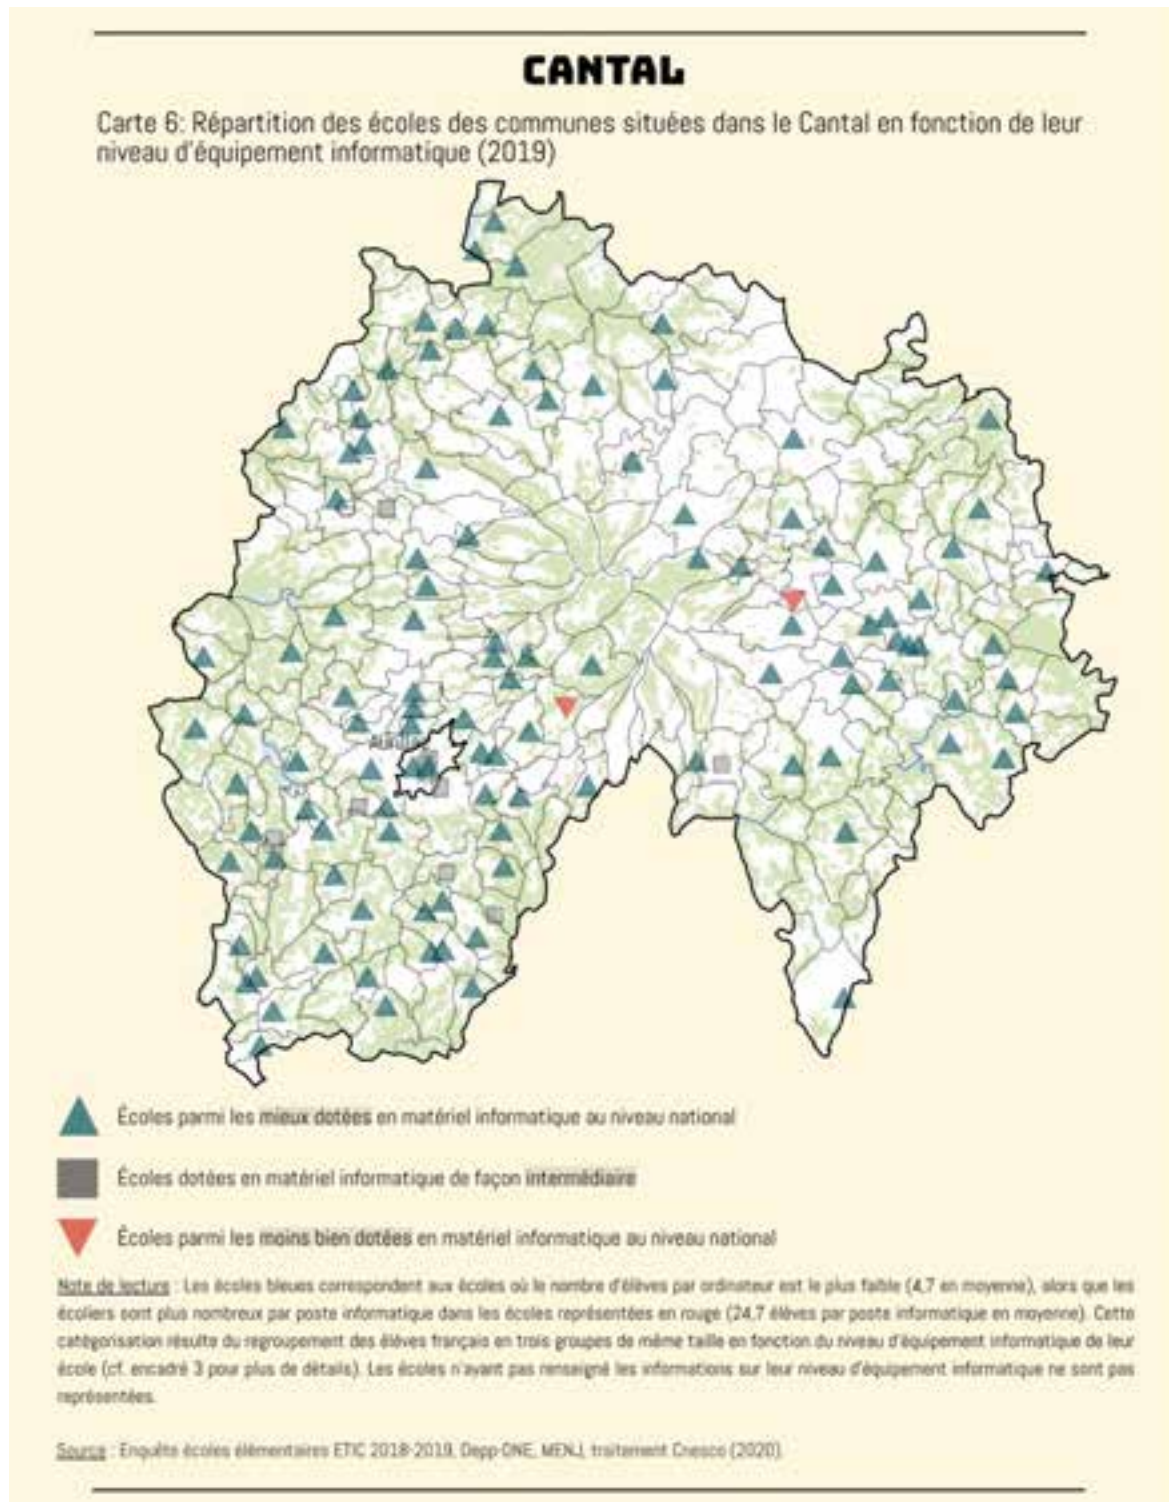 CANTAL
Carte 6: Répartition des écoles des communes situées dans le Cantal en fonction de leur
niveau d'équipement informatique (2019)
Écoles parmi les mieux dotées en matériel informatique au niveau national
Écoles dotées en matériel informatique de façon intermédiaire
Écoles parmi les moins bien dotées en matériel informatique au niveau national
Note de lecture : Les écoles bleues correspondent aux écoles où le nombre d'élèves par ordinateur est le plus faible (4,7 en moyenne), alors que les
écoliers sont plus nombreux par poste informatique dans les écoles représentées en rouge (24,7 élèves par poste informatique en moyenne). Cette
catégorisation résulte du regroupement des élèves français en trois groupes de même taille en fonction du niveau d'équipement informatique de leur
école (cf. encadré 3 pour plus de détails). Les écoles n'ayant pas renseigné les informations sur leur niveau d'équipement informatique ne sont pas
représentées.
Source : Enquête écoles élémentaires ETIC 2018-2019, Depp-DNE, MENJ, traitement Cnesco (2020).